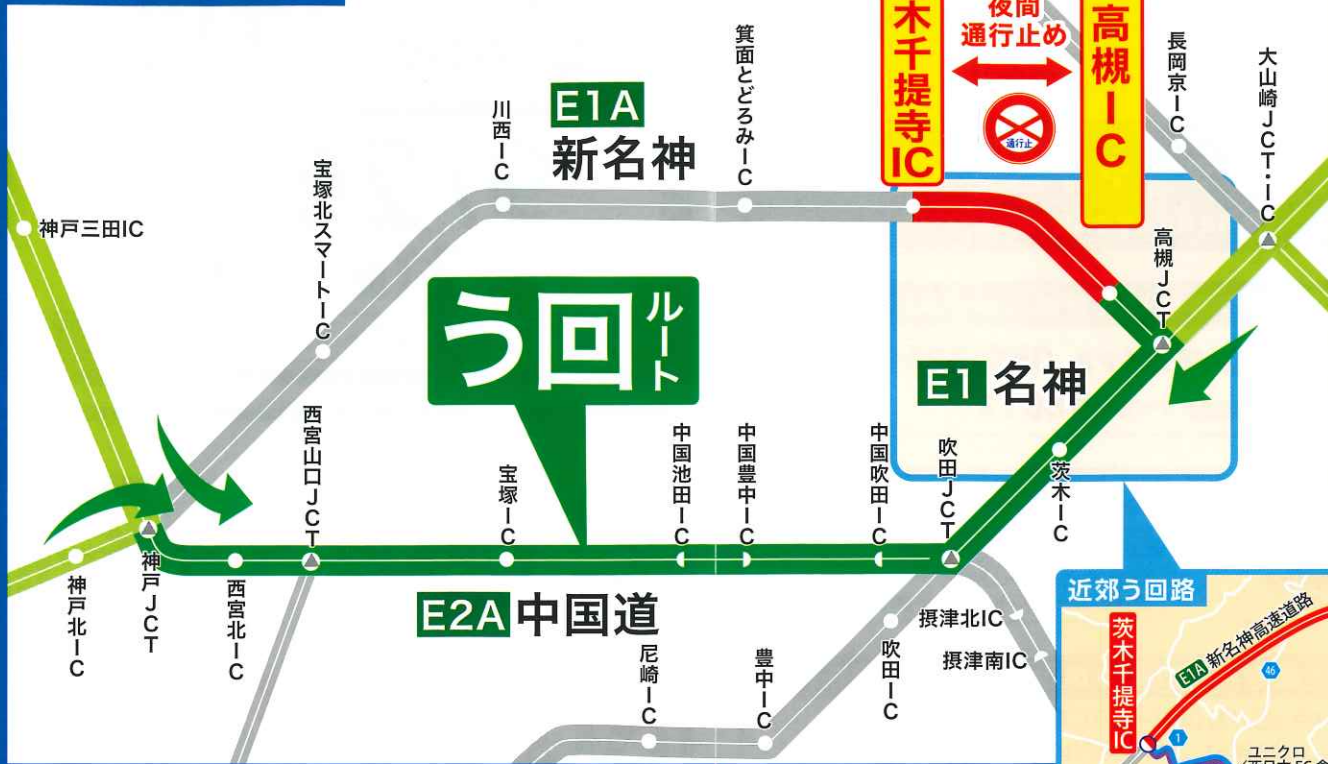 木千提寺IC
夜間
通行止め
通行止
高槻IC
長岡京IC
大山崎JCT・IC
箕面とどろみIC
川西IC
E1A
新名神
宝塚北スマートIC
神戸三田IC
高槻JCT
う回ルート
E1 名神
西宮山口JCT
宝塚IC
中国池田IC
中国豊中IC
中国吹田IC
吹田JCT
茨木IC
神戸北IC
神戸JCT
西宮北IC
E2A 中国道
尼崎IC
豊中IC
吹田IC
摂津北IC
摂津南IC
近郊う回路
茨木千提寺IC
E1A 新名神高速道路
46
1
ユニクロ